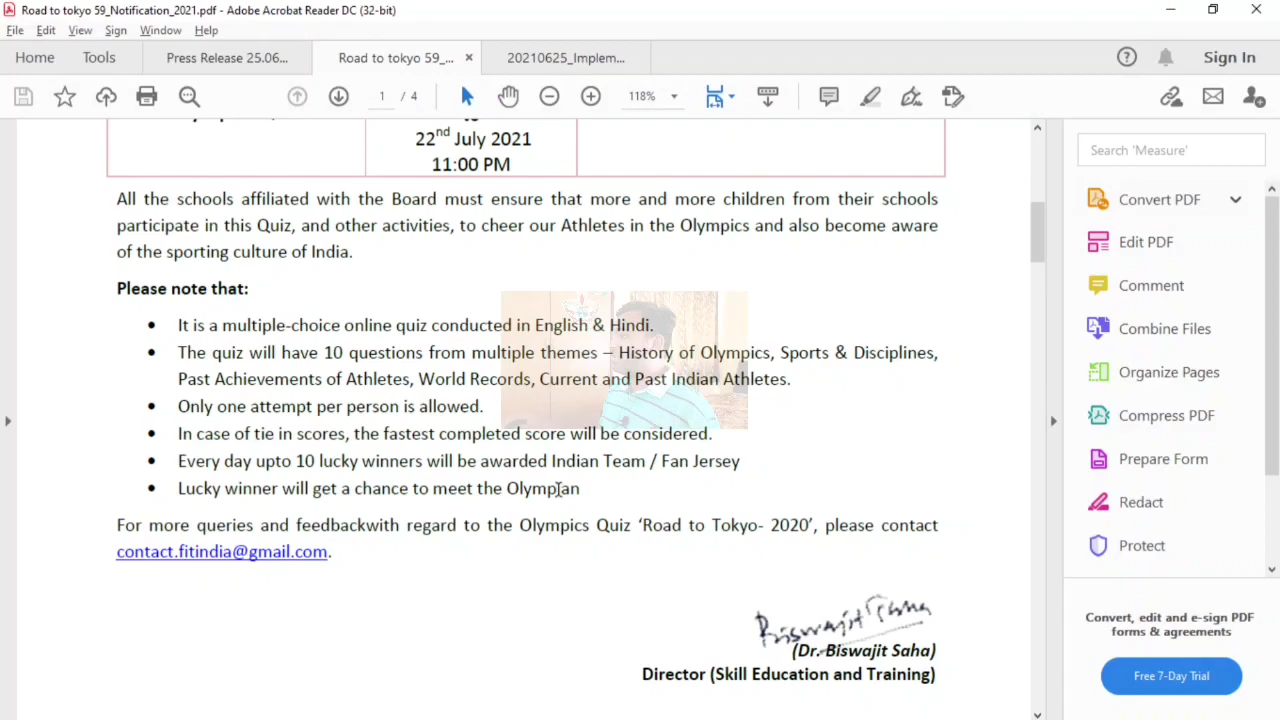 Road to tokyo 59_Notification_2021.pdf - Adobe Acrobat Reader DC (32-bit)
File Edit View Sign Window Help
Home Tools Press Release 25.06... Road to tokyo 59_... × 20210625_Implem... Sign In
1 / 4 118%
22nd July 2021
11:00 PM
All the schools affiliated with the Board must ensure that more and more children from their schools
participate in this Quiz, and other activities, to cheer our Athletes in the Olympics and also become aware
of the sporting culture of India.
Please note that:
• It is a multiple-choice online quiz conducted in English & Hindi.
• The quiz will have 10 questions from multiple themes – History of Olympics, Sports & Disciplines,
Past Achievements of Athletes, World Records, Current and Past Indian Athletes.
• Only one attempt per person is allowed.
• In case of tie in scores, the fastest completed score will be considered.
• Every day upto 10 lucky winners will be awarded Indian Team / Fan Jersey
• Lucky winner will get a chance to meet the Olympian
For more queries and feedbackwith regard to the Olympics Quiz ‘Road to Tokyo- 2020’, please contact
contact.fitindia@gmail.com.
Biswajit Saha
(Dr. Biswajit Saha)
Director (Skill Education and Training)
Search 'Measure'
Convert PDF
Edit PDF
Comment
Combine Files
Organize Pages
Compress PDF
Prepare Form
Redact
Protect
Convert, edit and e-sign PDF
forms & agreements
Free 7-Day Trial